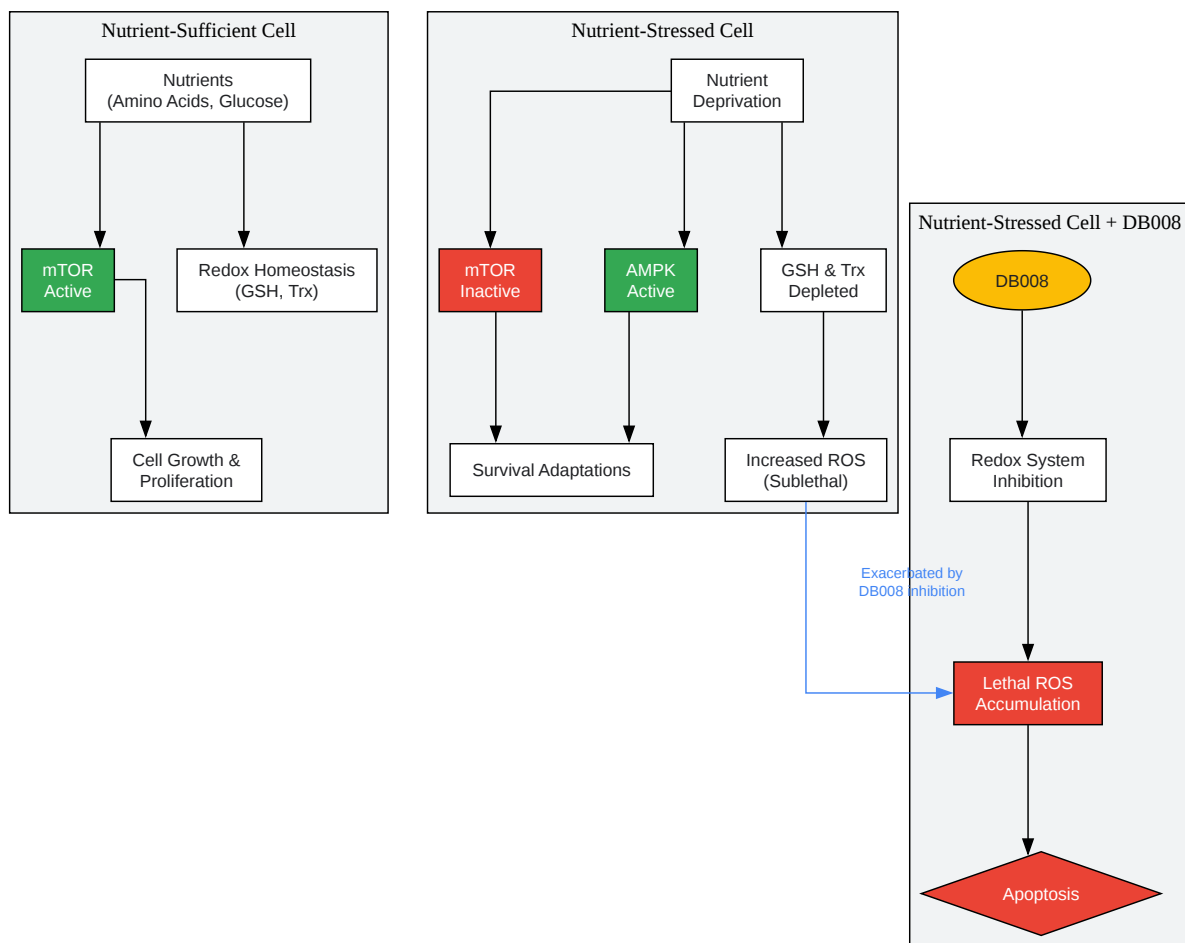 Nutrient-Sufficient Cell
Nutrients
(Amino Acids, Glucose)
mTOR
Active
Redox Homeostasis
(GSH, Trx)
Cell Growth &
Proliferation
Nutrient-Stressed Cell
Nutrient
Deprivation
mTOR
Inactive
AMPK
Active
GSH & Trx
Depleted
Survival Adaptations
Increased ROS
(Sublethal)
Exacerbated by
DB008 Inhibition
Nutrient-Stressed Cell + DB008
DB008
Redox System
Inhibition
Lethal ROS
Accumulation
Apoptosis